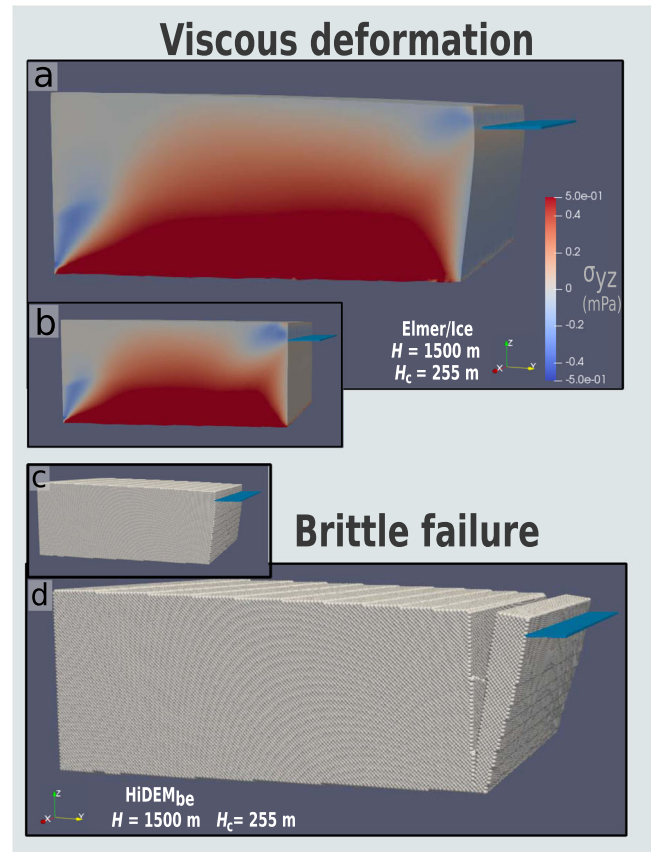 Viscous deformation
a
5.0e-01
0.4
0.2
0
-0.2
-0.4
-5.0e-01
σyz
(mPa)
Elmer/Ice
H = 1500 m
Hc = 255 m
Z
X
Y
b
c
Brittle failure
d
Z
X
Y
HiDEMbe
H = 1500 m Hc= 255 m